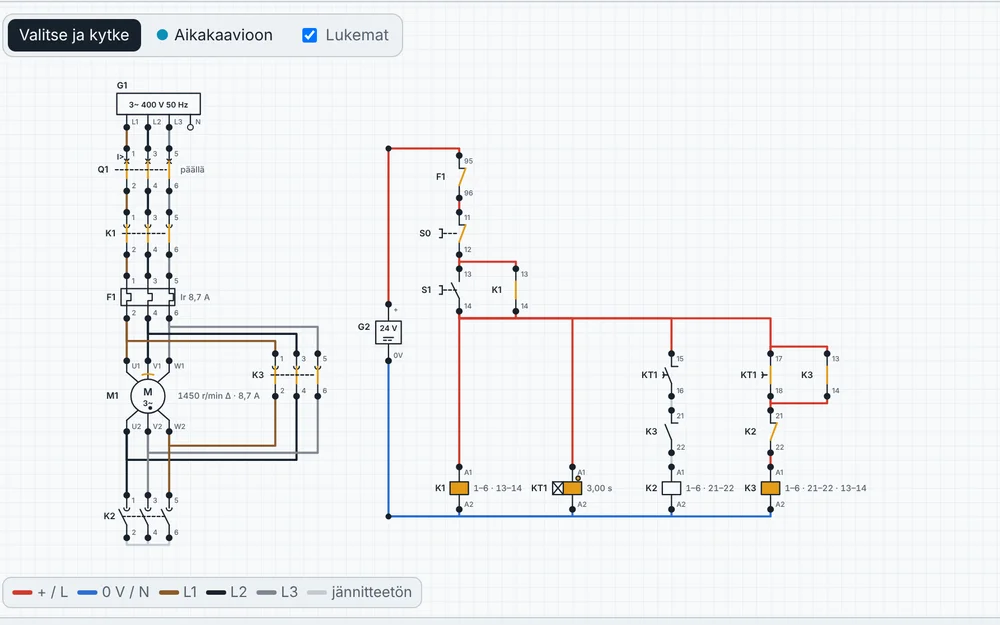 Valitse ja kytke
Aikakaavioon
Lukemat
G1
3~ 400 V 50 Hz
L1 L2 L3 N
I> 1 3 5
Q1 päällä
2 4 6
1 3 5
K1
2 4 6
1 3 5
F1 Ir 8,7 A
2 4 6
U1 V1 W1
M1 M 3~ 1450 r/min Δ · 8,7 A
U2 V2 W2
1 3 5
K3
2 4 6
1 3 5
K2
2 4 6
G2 24 V
+
0V
95
F1
96
11
S0
12
13
S1
14
13
K1
14
15
KT1
16
21
K3
22
17
KT1
18
13
K3
14
21
K2
22
A1
K1 1–6 · 13–14
A2
A1
KT1 3,00 s
A2
A1
K2 1–6 · 21–22
A2
A1
K3 1–6 · 21–22 · 13–14
A2
+ / L
0 V / N
L1
L2
L3
jännitteetön